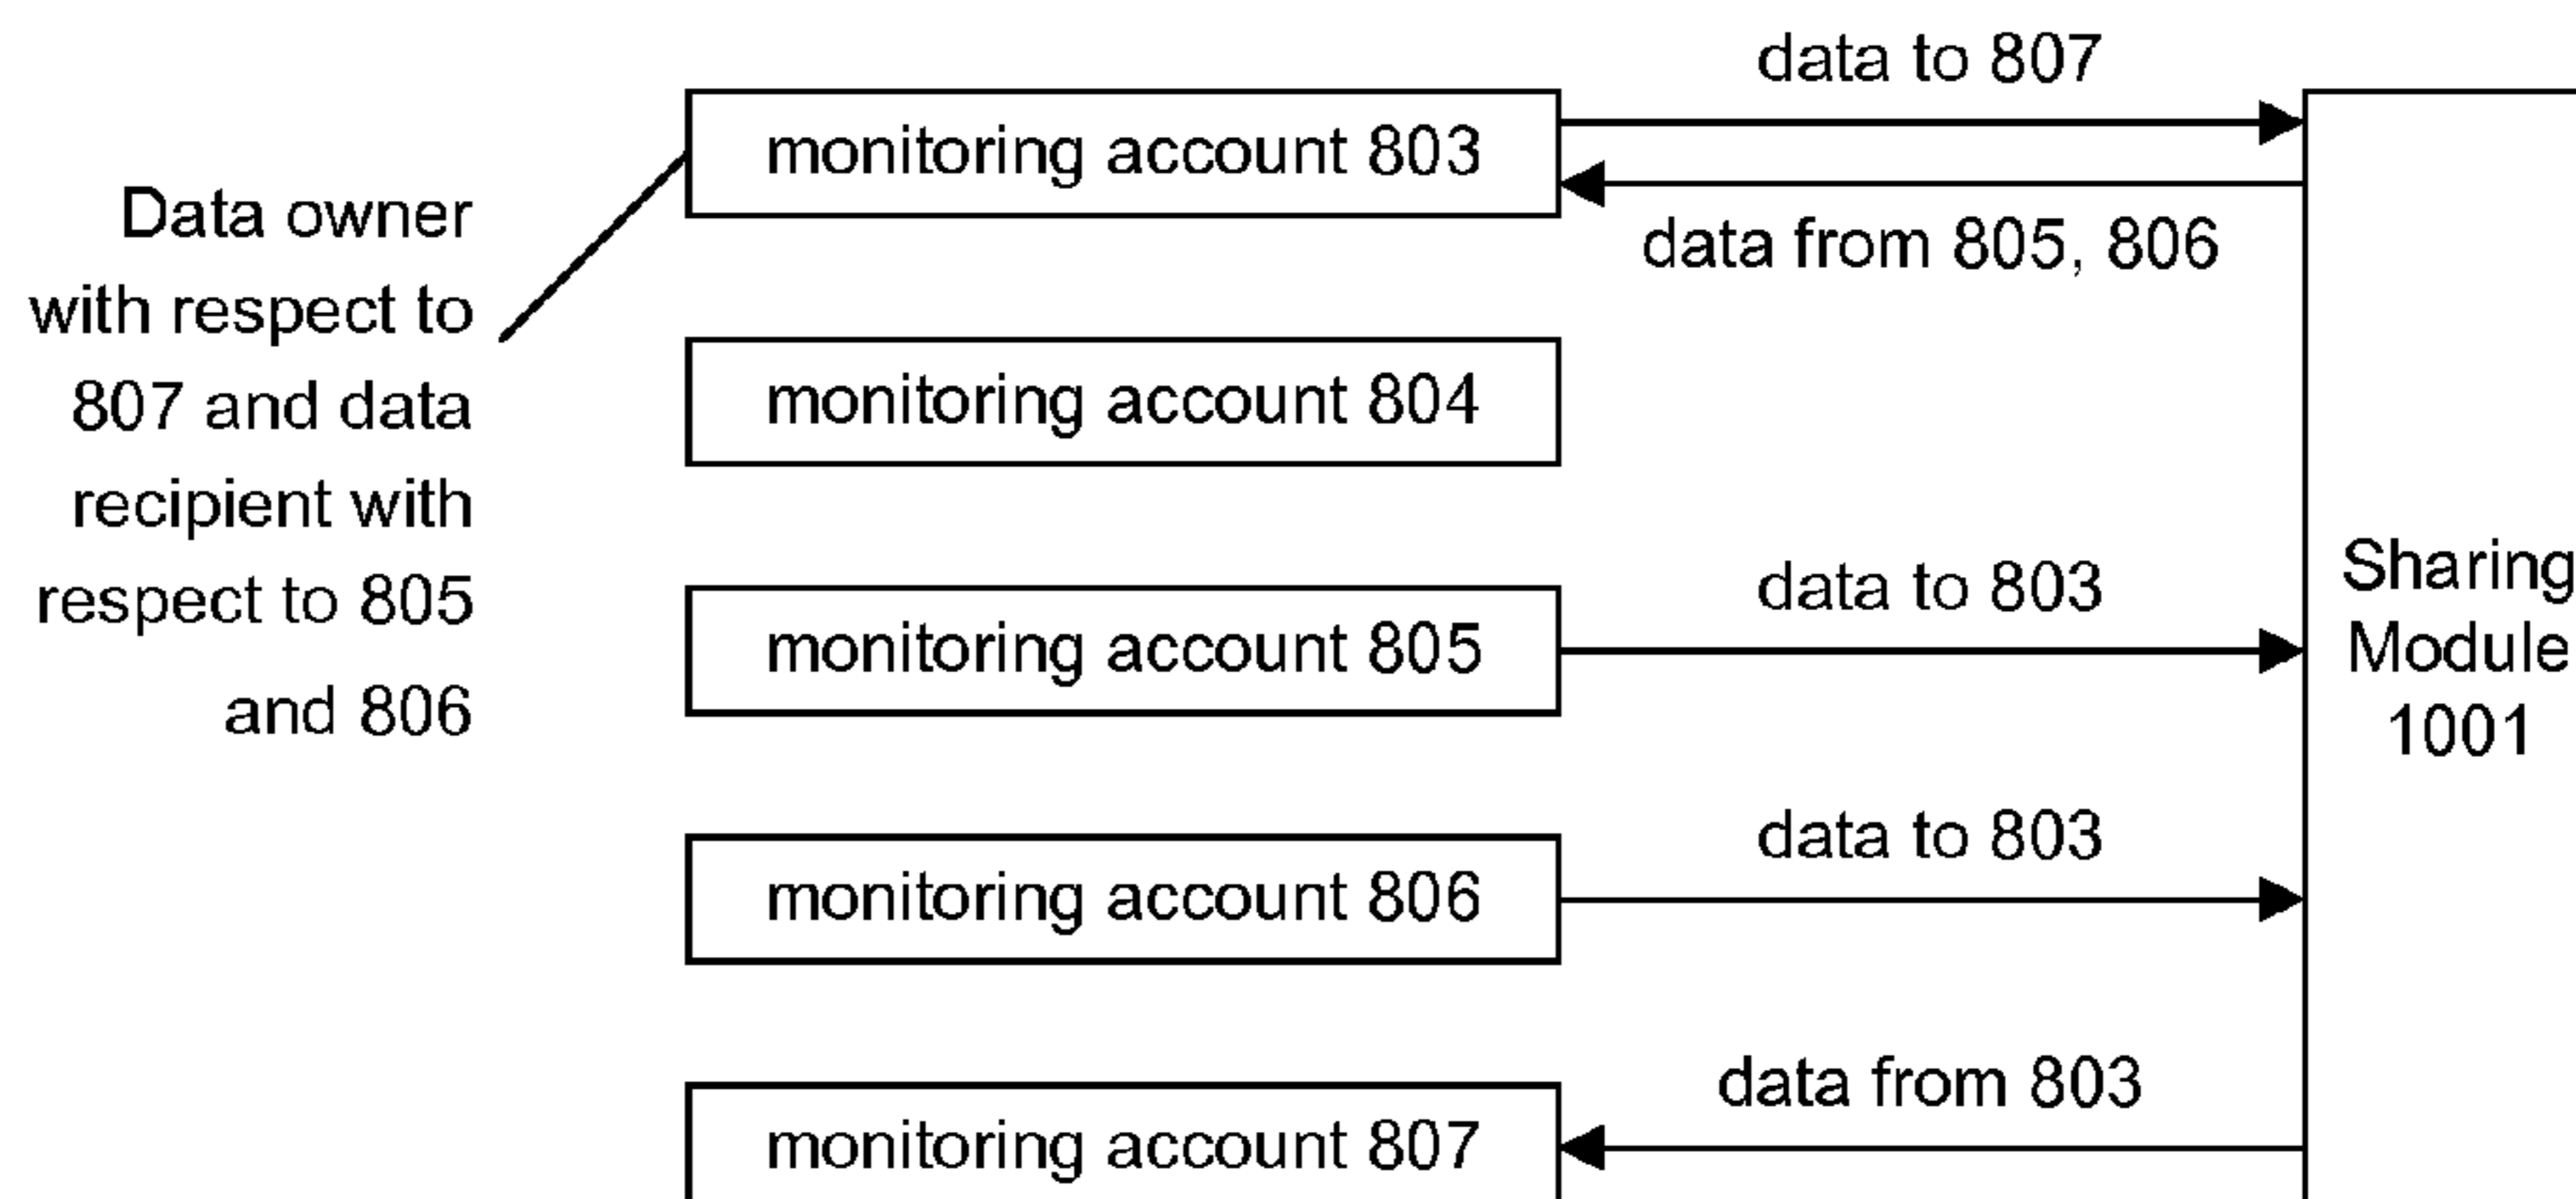 Data owner
with respect to
807 and data
recipient with
respect to 805
and 806
monitoring account 803
data to 807
data from 805, 806
monitoring account 804
monitoring account 805
data to 803
monitoring account 806
data to 803
monitoring account 807
data from 803
Sharing
Module
1001